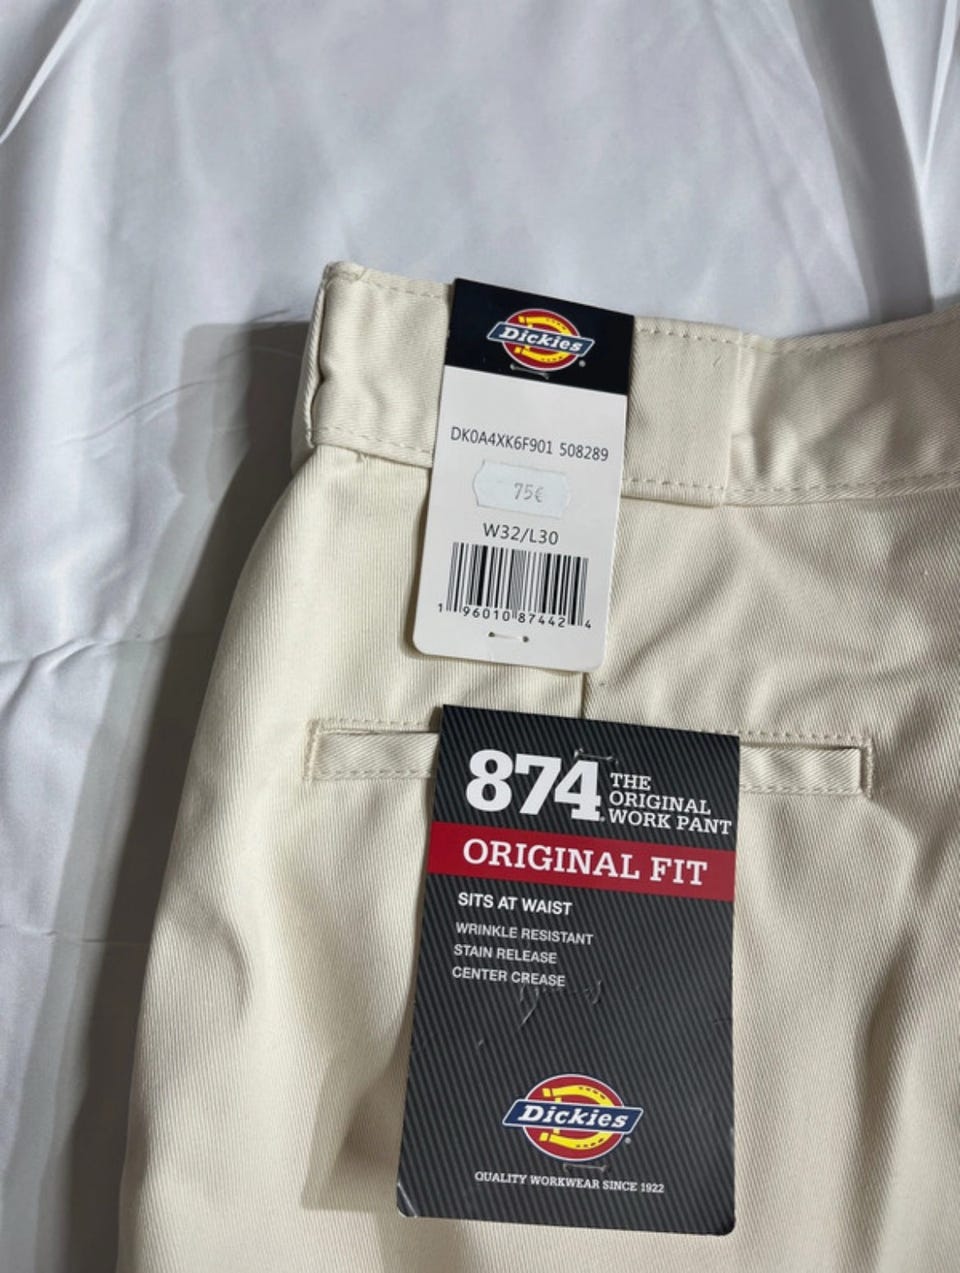 Dickies
DK0A4XK6F901 508289
75€
W32/L30
1 96010 87442 4
874 THE
ORIGINAL
WORK PANT
ORIGINAL FIT
SITS AT WAIST
WRINKLE RESISTANT
STAIN RELEASE
CENTER CREASE
Dickies
QUALITY WORKWEAR SINCE 1922